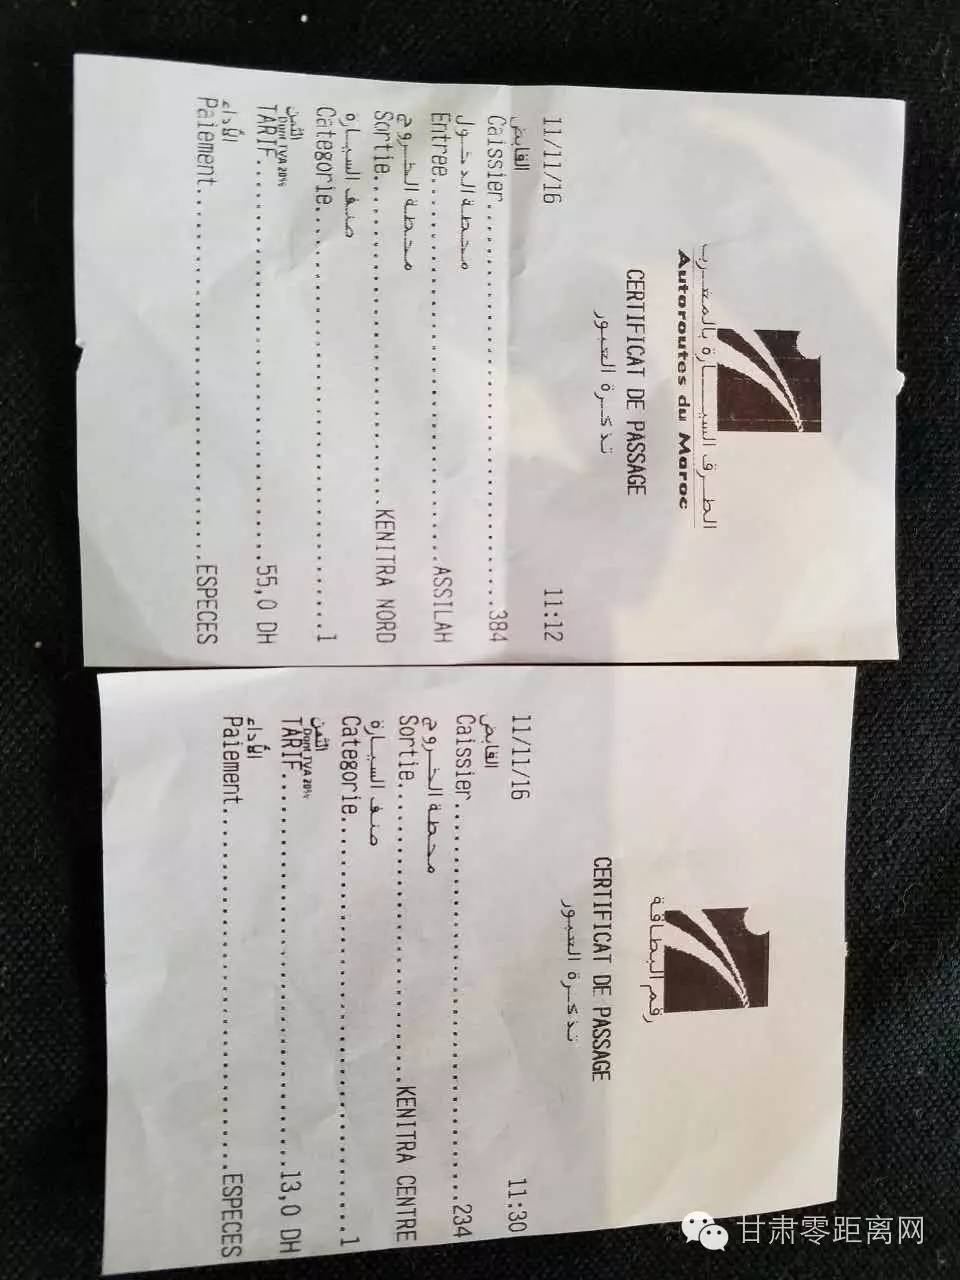 الطرق السيارة بالمغرب
Autoroutes du Maroc
CERTIFICAT DE PASSAGE
تذكرة العبور
11/11/16 11:12
القابض
Caissier...384
محطة الدخول
Entree...ASSILAH
محطة الخروج
Sortie...KENITRA NORD
صنف السيارة
Categorie...1
الثمن
Dont TVA 20%
TARIF...55,0 DH
الأداء
Paiement...ESPECES
رقم البطاقة
CERTIFICAT DE PASSAGE
تذكرة العبور
11/11/16 11:30
القابض
Caissier...234
محطة الخروج
Sortie...KENITRA CENTRE
صنف السيارة
Categorie...1
الثمن
Dont TVA 20%
TARIF...13,0 DH
الأداء
Paiement...ESPECES
甘肃零距离网